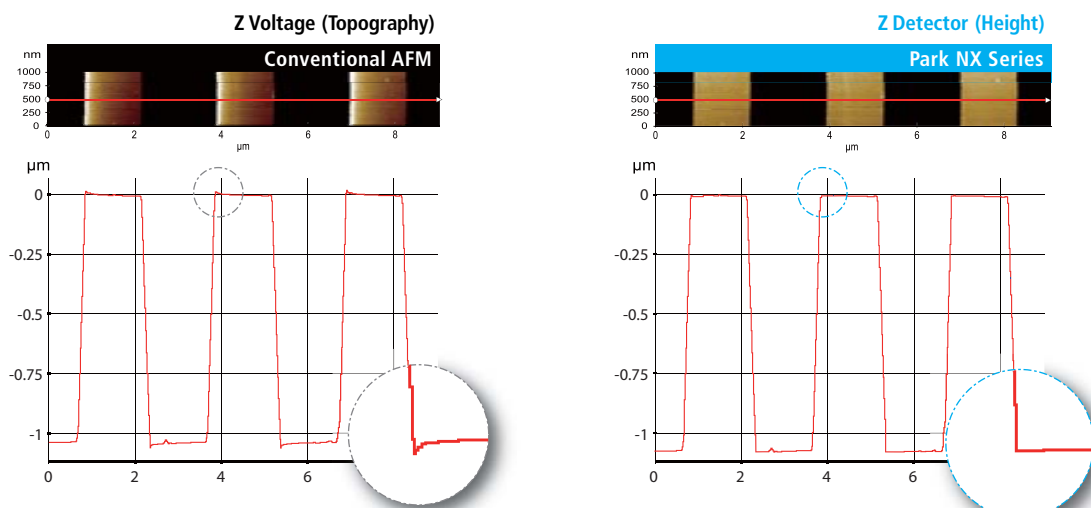 Z Voltage (Topography)
Conventional AFM
nm
1000
750
500
250
0
0 2 4 6 8
µm
µm
0
-0.25
-0.5
-0.75
-1
0 2 4 6
Z Detector (Height)
Park NX Series
nm
1000
750
500
250
0
0 2 4 6 8
µm
µm
0
-0.25
-0.5
-0.75
-1
0 2 4 6